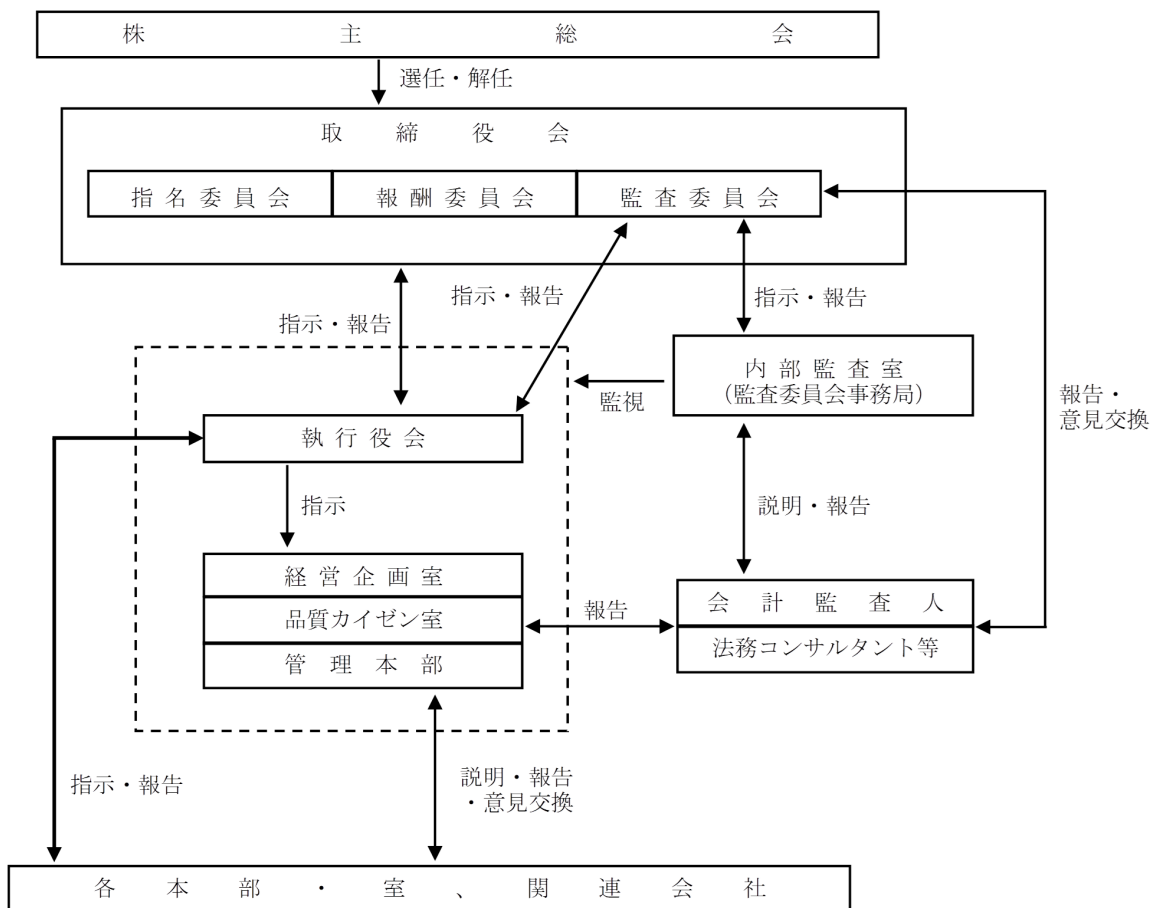 株主総会
選任・解任
取締役会
指名委員会
報酬委員会
監査委員会
指示・報告
指示・報告
指示・報告
内部監査室
(監査委員会事務局)
監視
報告・
意見交換
執行役会
指示
説明・報告
経営企画室
品質カイゼン室
管理本部
報告
会計監査人
法務コンサルタント等
指示・報告
説明・報告
・意見交換
各本部・室、関連会社